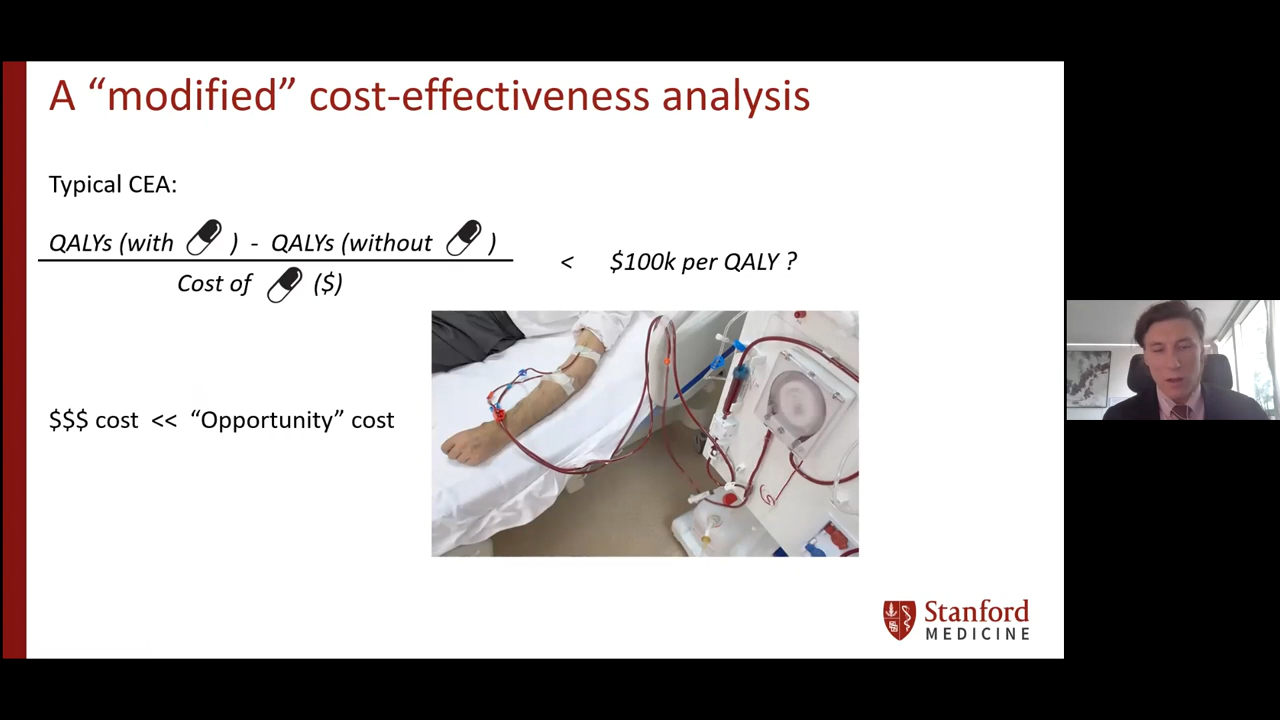 A “modified” cost-effectiveness analysis
Typical CEA:
QALYs (with ) - QALYs (without )
Cost of ($)
< $100k per QALY ?
$$$ cost << “Opportunity” cost
Stanford
MEDICINE